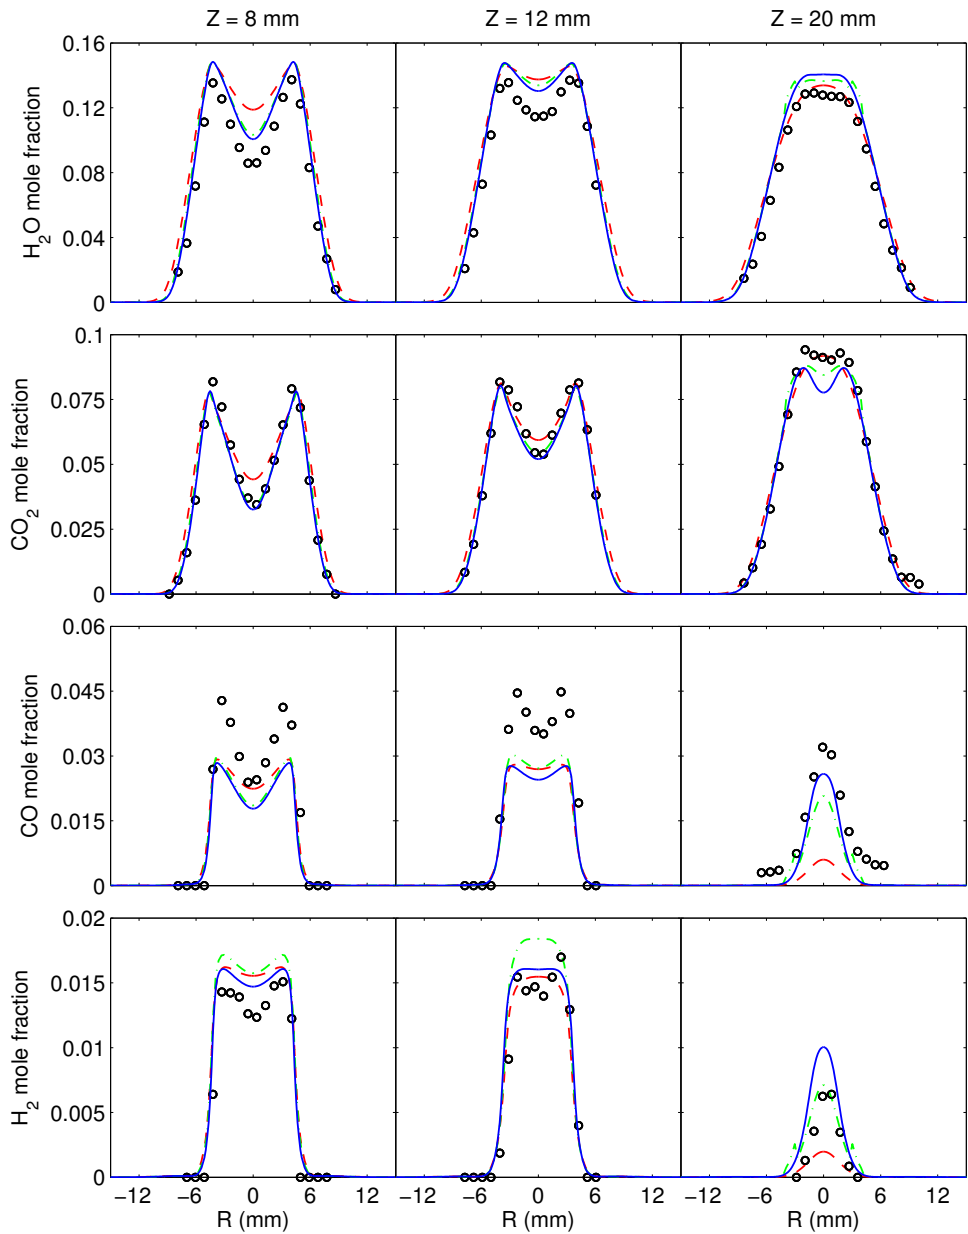 Z = 8 mm Z = 12 mm Z = 20 mm
0.16
0.12
0.08
0.04
0
H2O mole fraction
0.1
0.075
0.05
0.025
0
CO2 mole fraction
0.06
0.045
0.03
0.015
0
CO mole fraction
0.02
0.015
0.01
0.005
0
H2 mole fraction
−12 −6 0 6 12 −12 −6 0 6 12 −12 −6 0 6 12
R (mm) R (mm) R (mm)